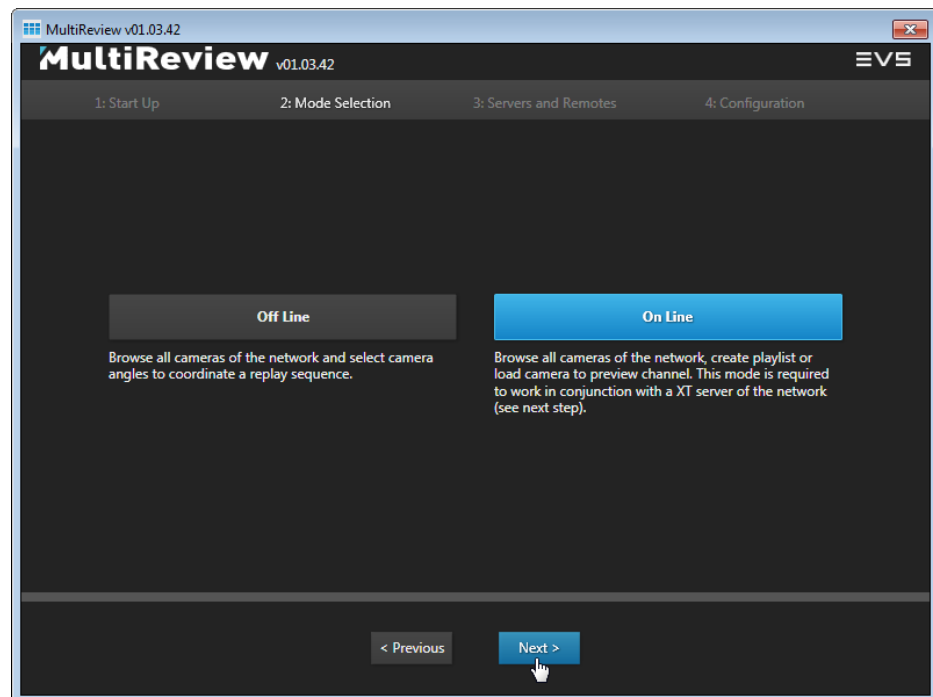 MultiReview v01.03.42
MultiReview v01.03.42
EVS
1: Start Up
2: Mode Selection
3: Servers and Remotes
4: Configuration
Off Line
Browse all cameras of the network and select camera
angles to coordinate a replay sequence.
On Line
Browse all cameras of the network, create playlist or
load camera to preview channel. This mode is required
to work in conjunction with a XT server of the network
(see next step).
< Previous
Next >